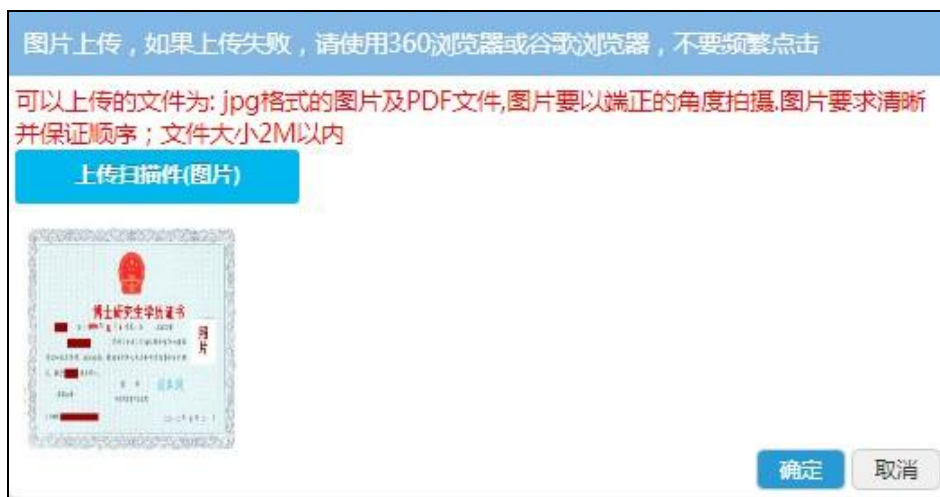 图片上传，如果上传失败，请使用360浏览器或谷歌浏览器，不要频繁点击
可以上传的文件为: jpg格式的图片及PDF文件,图片要以端正的角度拍摄.图片要求清晰
并保证顺序；文件大小2M以内
上传扫描件(图片)
博士研究生学历证书
照片
确定
取消